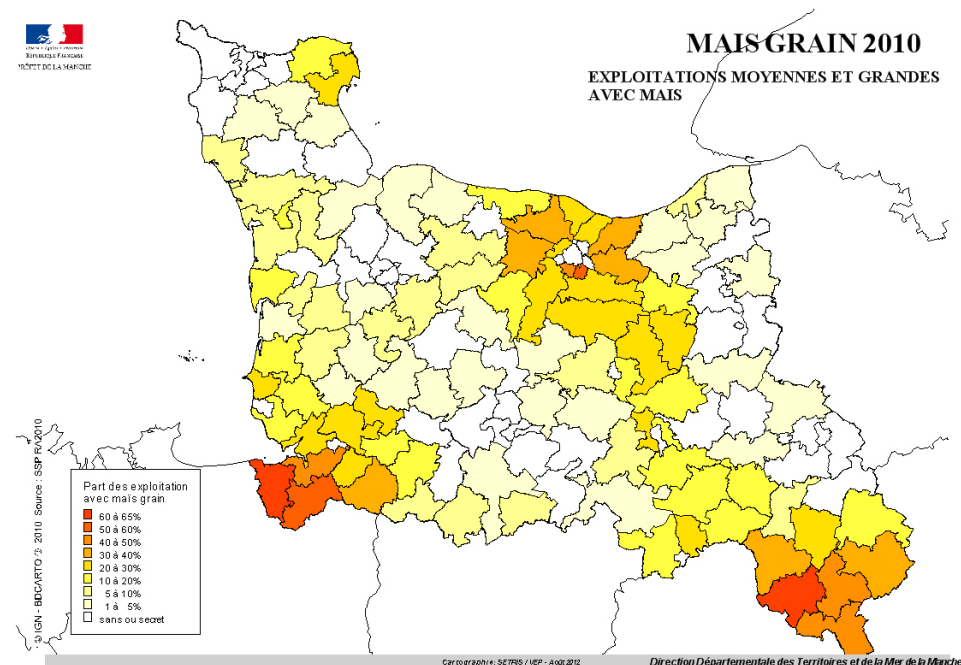 MAIS GRAIN 2010
EXPLOITATIONS MOYENNES ET GRANDES
AVEC MAIS
RÉPUBLIQUE FRANÇAISE
PRÉFET DE LA MANCHE
Part des exploitation
avec maïs grain
60 à 65%
50 à 60%
40 à 50%
30 à 40%
20 à 30%
10 à 20%
5 à 10%
1 à 5%
sans ou secret
© IGN - BDCARTO ® 2010 Source : SSP RA2010
Cartographie: SETRIS / VEP - Août 2012
Direction Départementale des Territoires et de la Mer de la Manche